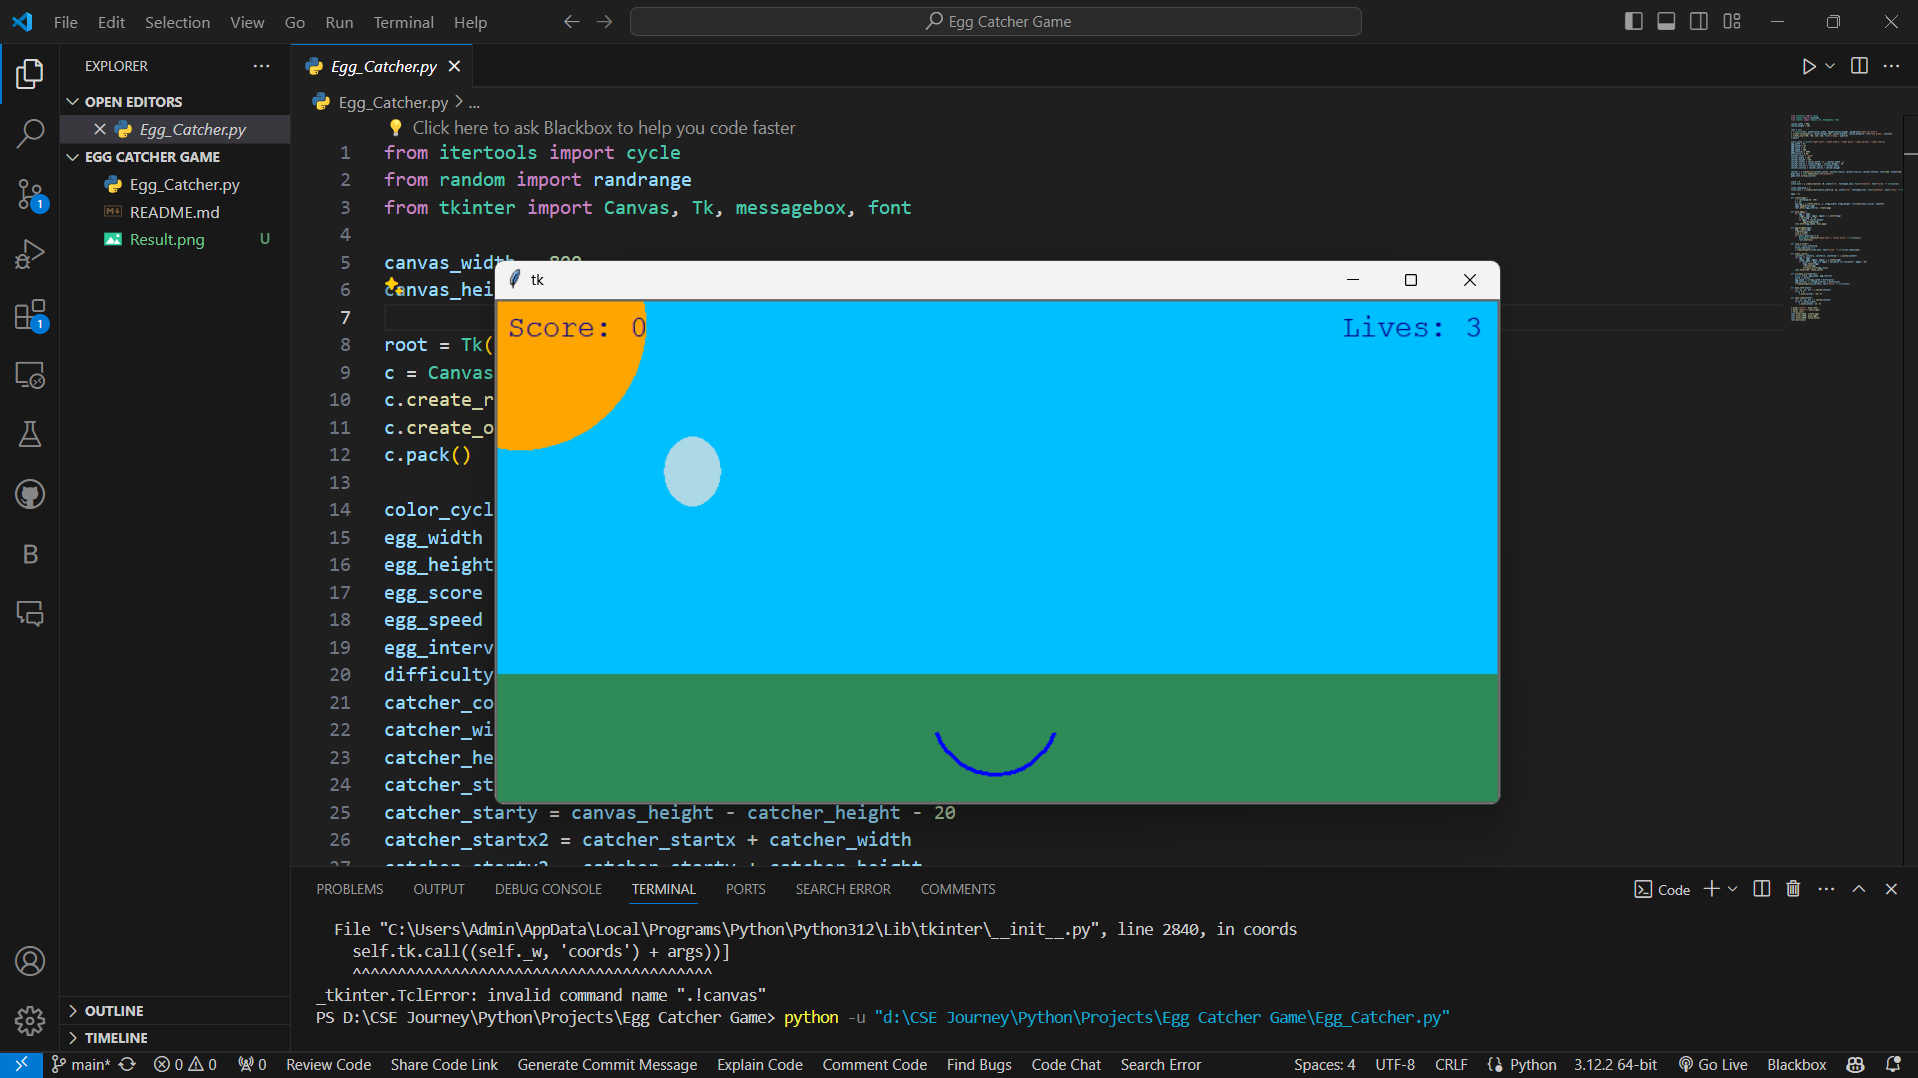 File Edit Selection View Go Run Terminal Help
Egg Catcher Game
EXPLORER
OPEN EDITORS
Egg_Catcher.py
EGG CATCHER GAME
Egg_Catcher.py
README.md
Result.png U
1
1
B
OUTLINE
TIMELINE
Egg_Catcher.py
Egg_Catcher.py > ...
Click here to ask Blackbox to help you code faster
1 from itertools import cycle
2 from random import randrange
3 from tkinter import Canvas, Tk, messagebox, font
4
5 canvas_width = 800
6 canvas_hei
7
8 root = Tk(
9 c = Canvas
10 c.create_r
11 c.create_o
12 c.pack()
13
14 color_cycl
15 egg_width
16 egg_height
17 egg_score
18 egg_speed
19 egg_interv
20 difficulty
21 catcher_co
22 catcher_wi
23 catcher_he
24 catcher_st
25 catcher_starty = canvas_height - catcher_height - 20
26 catcher_startx2 = catcher_startx + catcher_width
27 catcher_starty2 = catcher_starty + catcher_height
tk
Score: 0
Lives: 3
PROBLEMS OUTPUT DEBUG CONSOLE TERMINAL PORTS SEARCH ERROR COMMENTS
Code
File "C:\Users\Admin\AppData\Local\Programs\Python\Python312\Lib\tkinter\__init__.py", line 2840, in coords
self.tk.call((self._w, 'coords') + args))]
^^^^^^^^^^^^^^^^^^^^^^^^^^^^^^^^^^^^^^^^
_tkinter.TclError: invalid command name ".!canvas"
PS D:\CSE Journey\Python\Projects\Egg Catcher Game> python -u "d:\CSE Journey\Python\Projects\Egg Catcher Game\Egg_Catcher.py"
main* 0 0 0 Review Code Share Code Link Generate Commit Message Explain Code Comment Code Find Bugs Code Chat Search Error Spaces: 4 UTF-8 CRLF Python 3.12.2 64-bit Go Live Blackbox